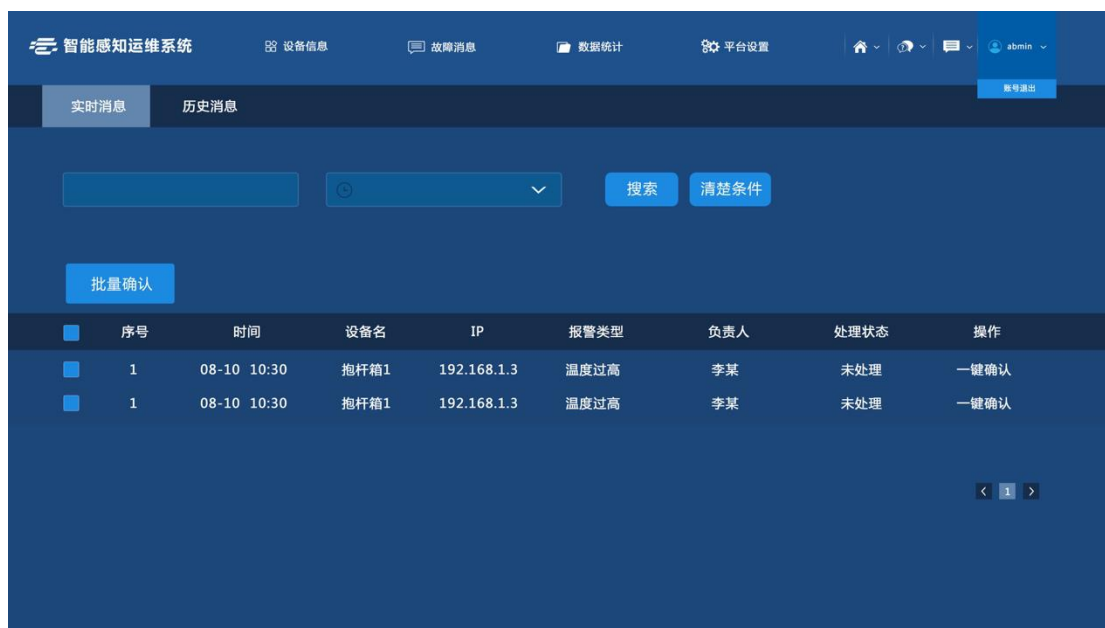 智能感知运维系统 设备信息 故障消息 数据统计 平台设置 abmin
账号退出
实时消息 历史消息
搜索 清楚条件
批量确认
序号 时间 设备名 IP 报警类型 负责人 处理状态 操作
1 08-10 10:30 抱杆箱1 192.168.1.3 温度过高 李某 未处理 一键确认
1 08-10 10:30 抱杆箱1 192.168.1.3 温度过高 李某 未处理 一键确认
< 1 >